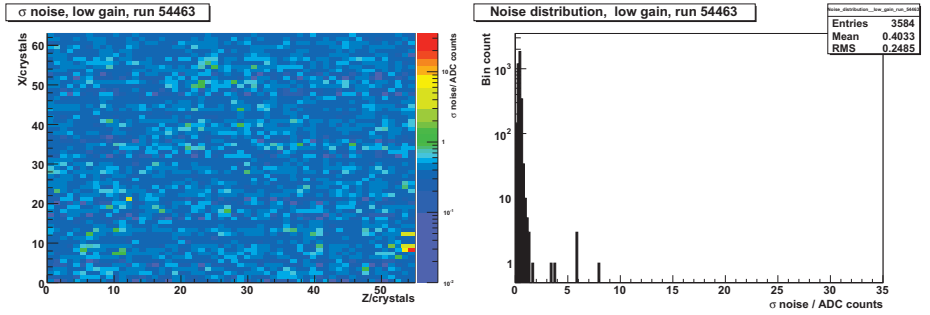 σ noise, low gain, run 54463
X/crystals
60
50
40
30
20
10
0
0 10 20 30 40 50
Z/crystals
10
1
10⁻¹
10⁻²
σ noise/ ADC counts
Noise distribution, low gain, run 54463
Noise_distribution__low_gain_run_54463
Entries 3584
Mean 0.4033
RMS 0.2485
Bin count
10³
10²
10
1
0 5 10 15 20 25 30 35
σ noise / ADC counts